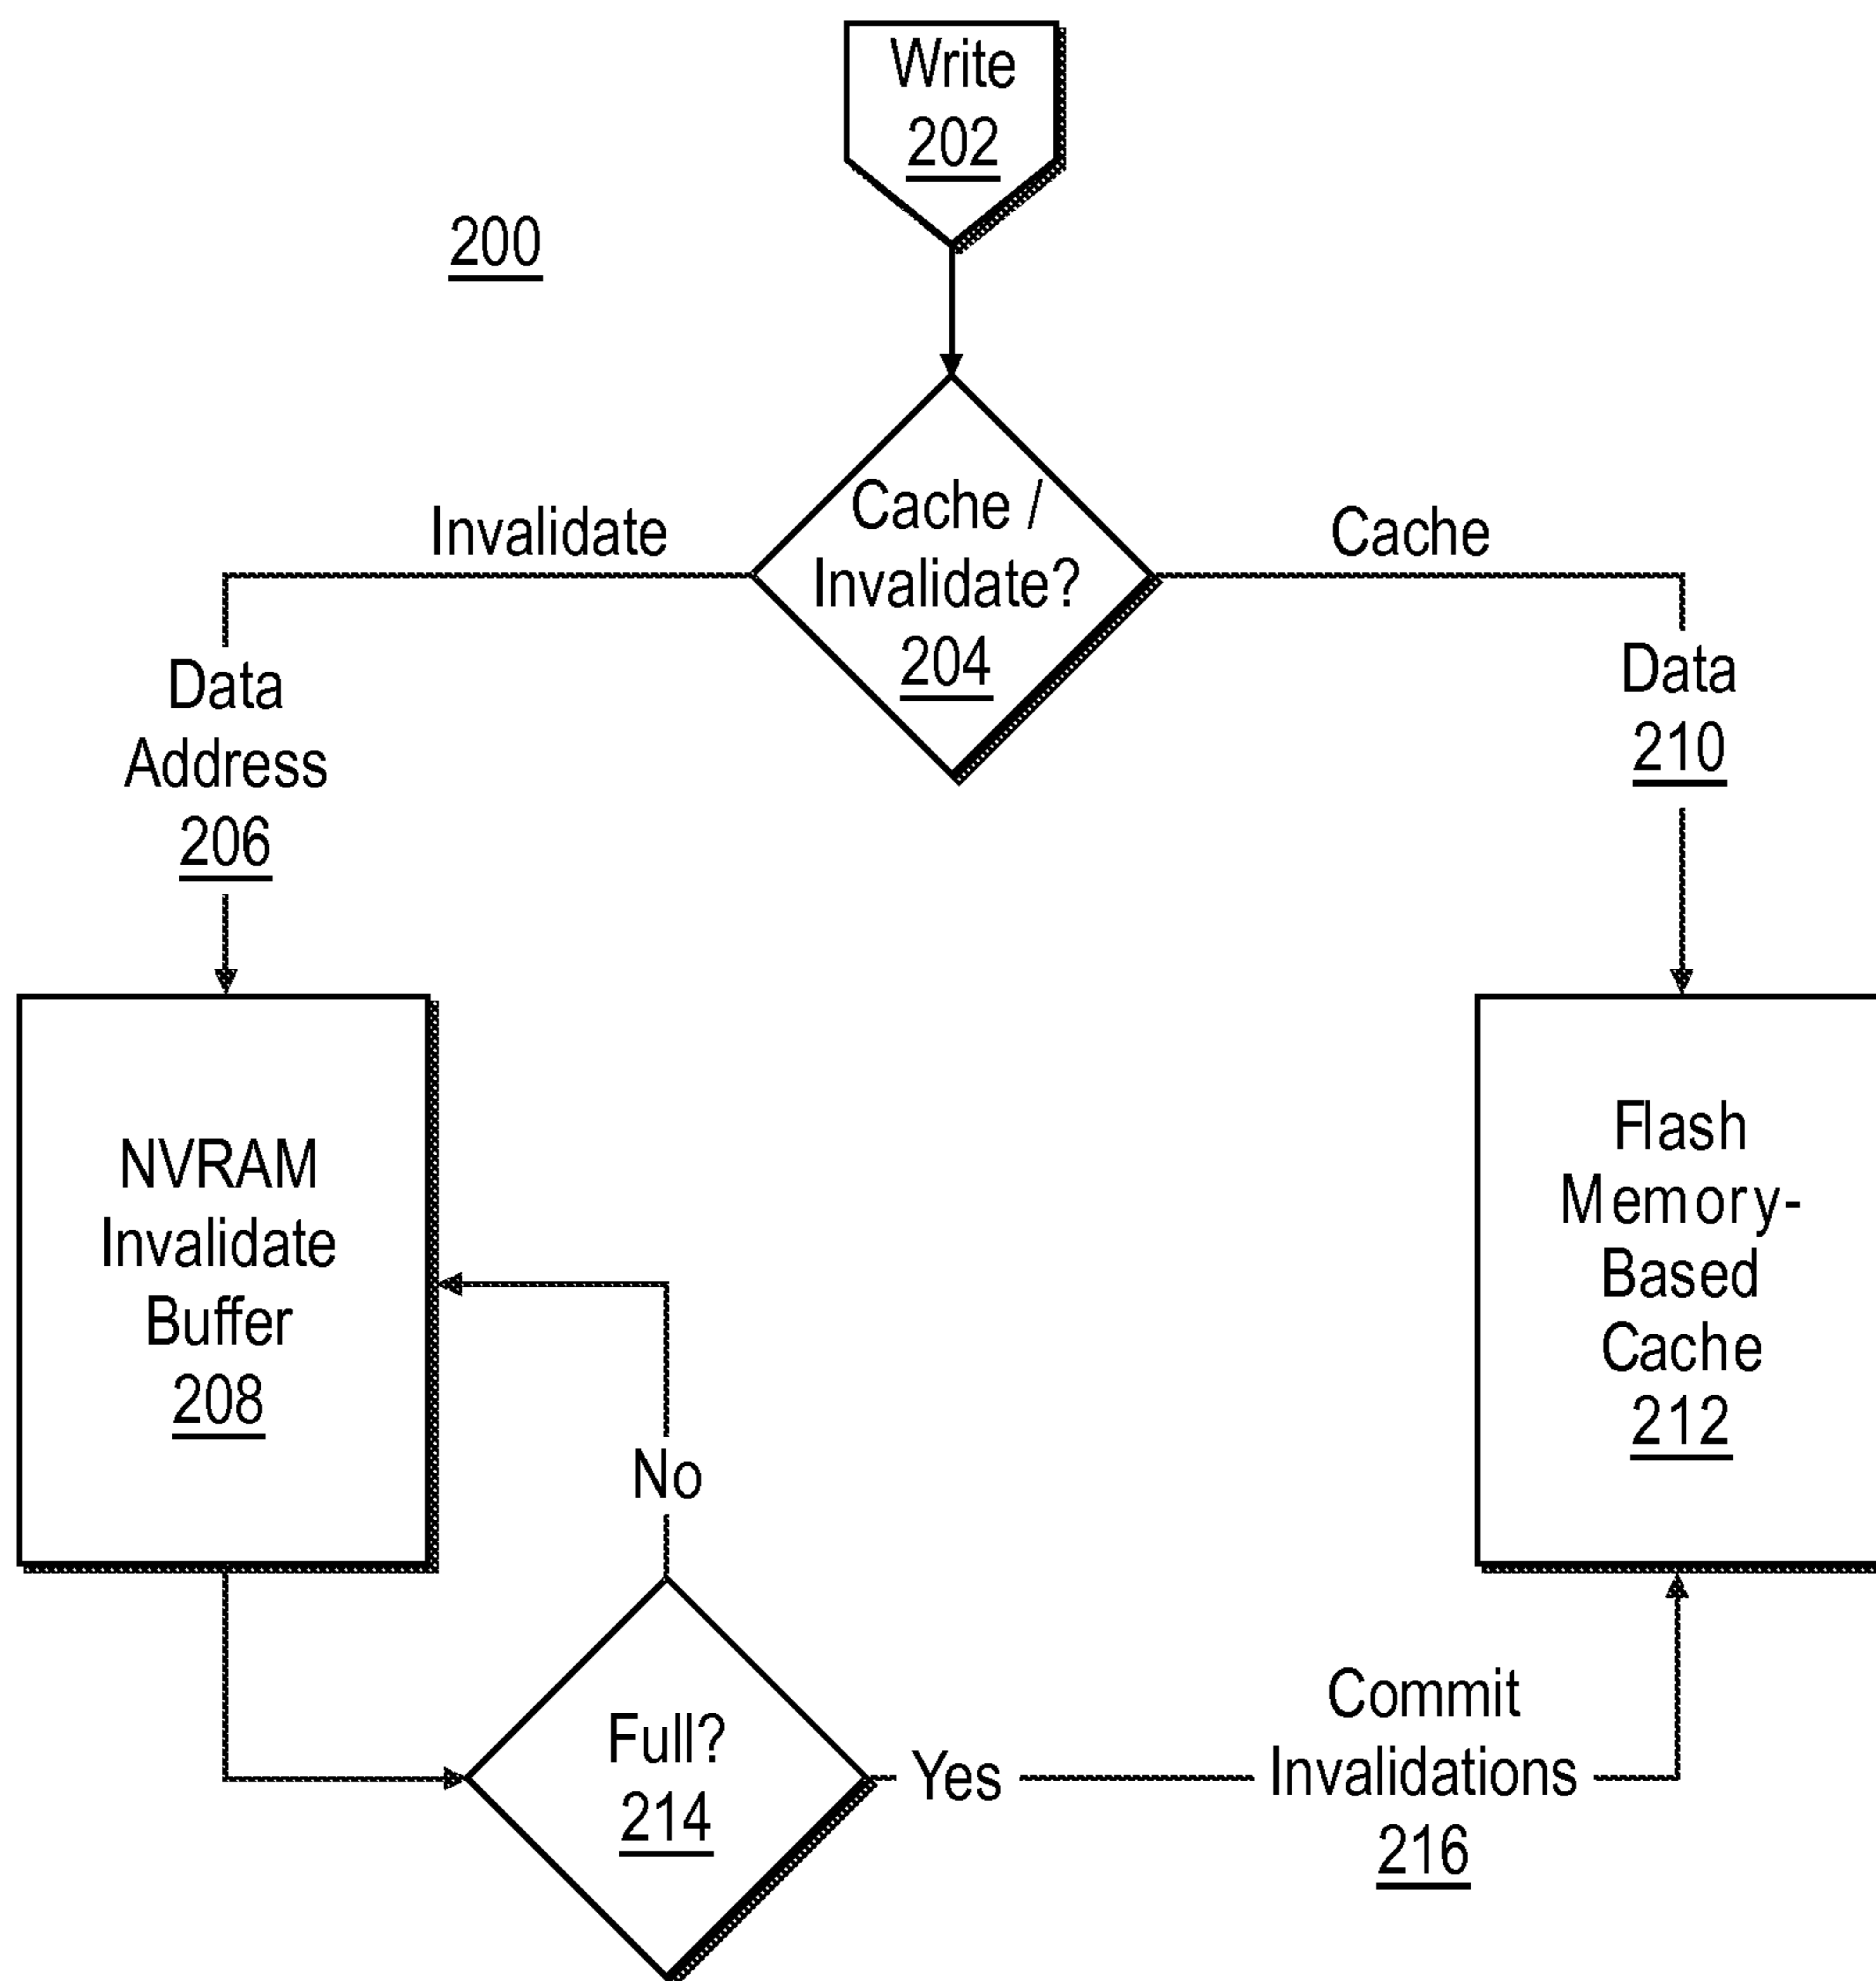 Write
202
200
Cache /
Invalidate?
204
Invalidate
Cache
Data
Address
206
Data
210
NVRAM
Invalidate
Buffer
208
Flash
Memory-
Based
Cache
212
No
Full?
214
Yes
Commit
Invalidations
216